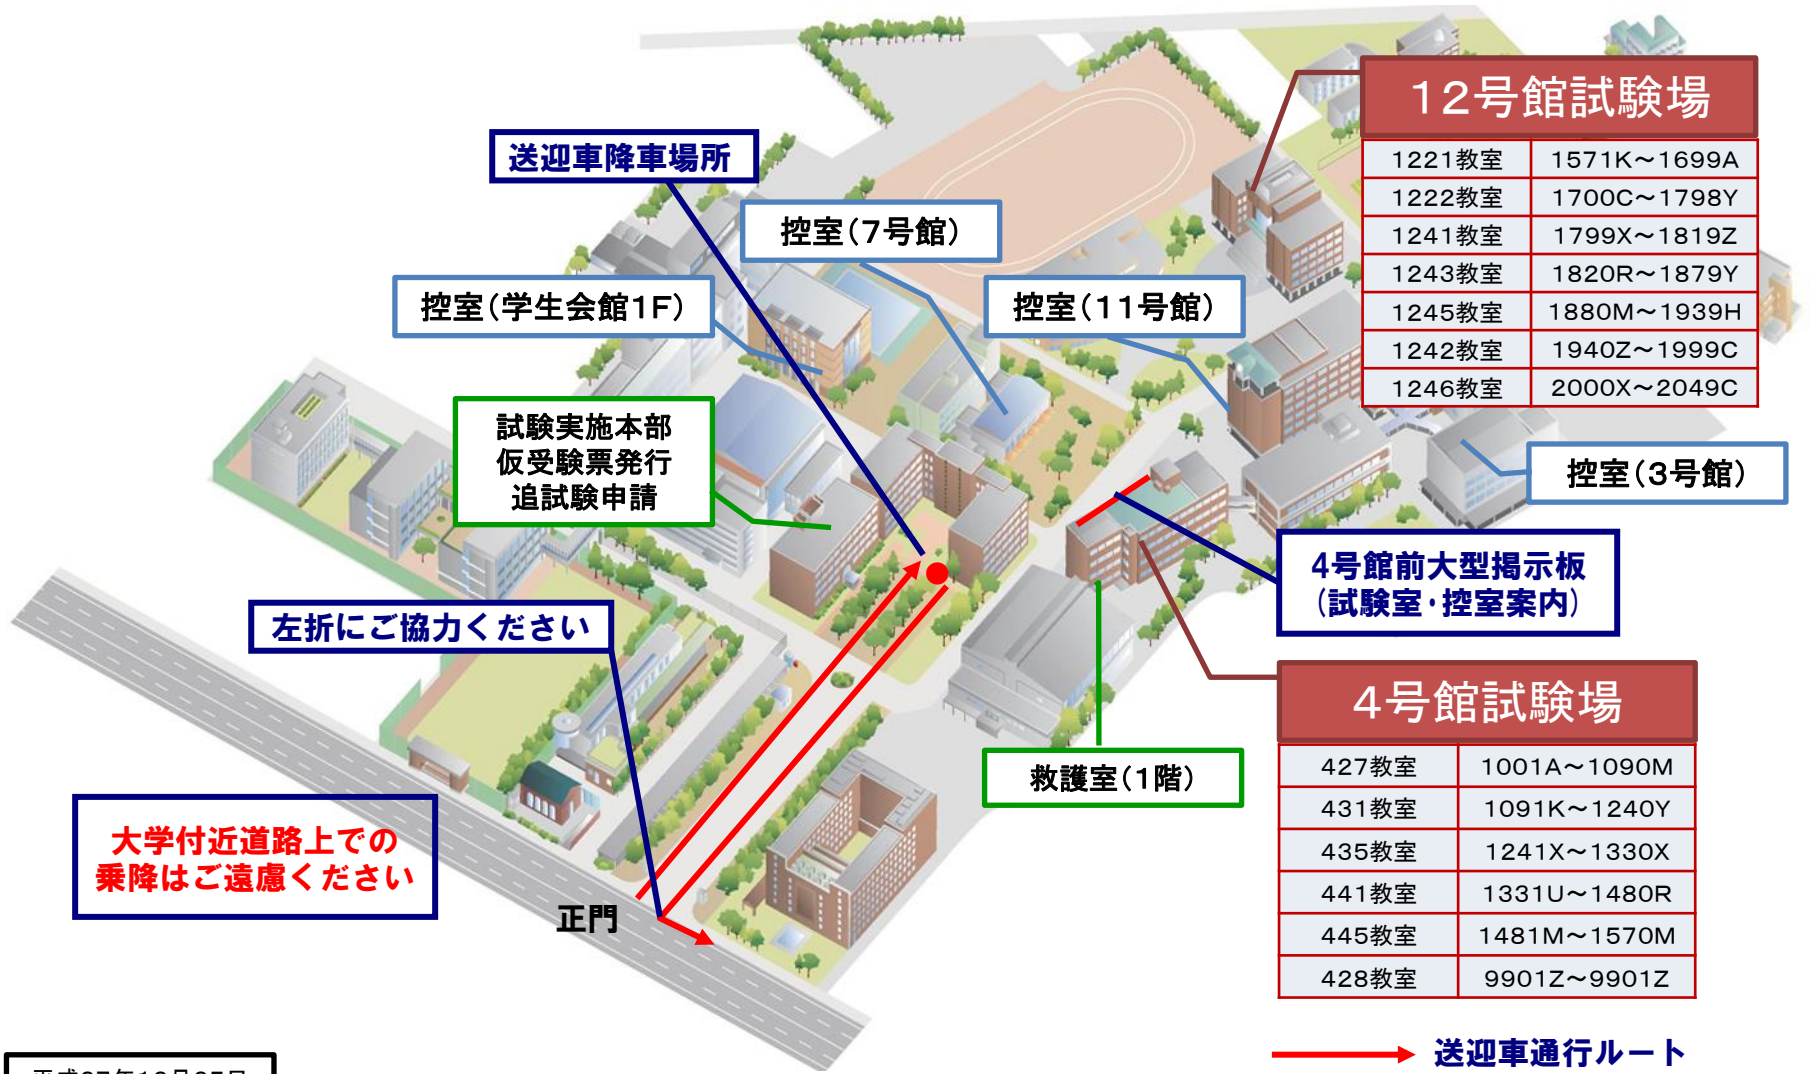 12号館試験場
1221教室 1571K～1699A
1222教室 1700C～1798Y
1241教室 1799X～1819Z
1243教室 1820R～1879Y
1245教室 1880M～1939H
1242教室 1940Z～1999C
1246教室 2000X～2049C
送迎車降車場所
控室(7号館)
控室(学生会館1F)
控室(11号館)
試験実施本部
仮受験票発行
追試験申請
控室(3号館)
4号館前大型掲示板
(試験室・控室案内)
左折にご協力ください
4号館試験場
427教室 1001A～1090M
431教室 1091K～1240Y
435教室 1241X～1330X
441教室 1331U～1480R
445教室 1481M～1570M
428教室 9901Z～9901Z
救護室(1階)
大学付近道路上での
乗降はご遠慮ください
正門
送迎車通行ルート